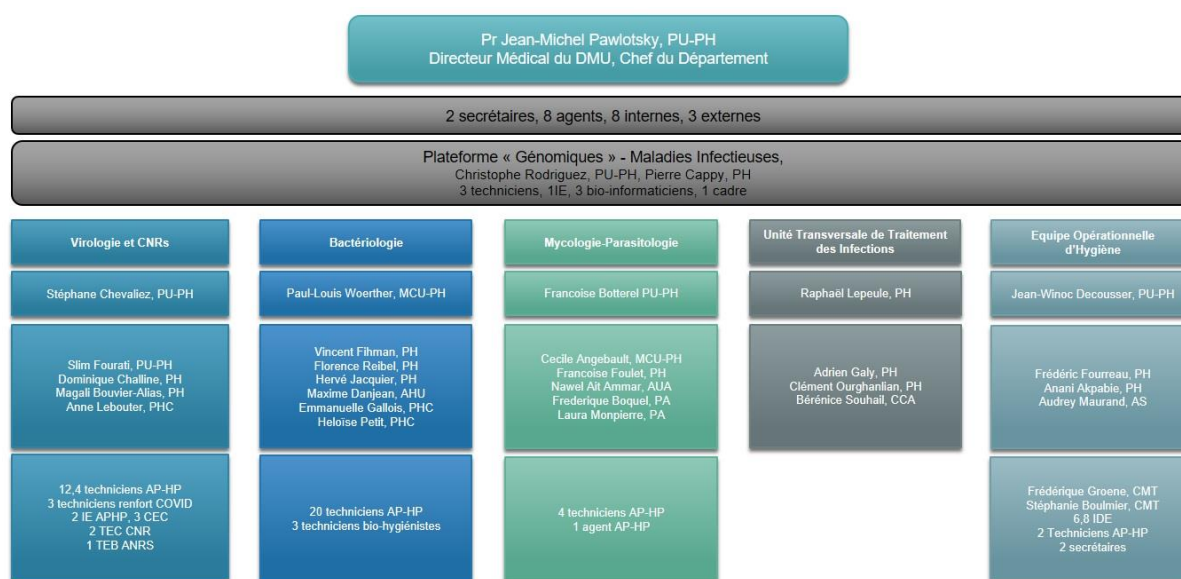 Pr Jean-Michel Pawlotsky, PU-PH
Directeur Médical du DMU, Chef du Département
2 secrétaires, 8 agents, 8 internes, 3 externes
Plateforme « Génomiques » - Maladies Infectieuses,
Christophe Rodriguez, PU-PH, Pierre Cappy, PH
3 techniciens, 1IE, 3 bio-informaticiens, 1 cadre
Virologie et CNRs
Stéphane Chevaliez, PU-PH
Slim Fourati, PU-PH
Dominique Challine, PH
Magali Bouvier-Alias, PH
Anne Lebouter, PHC
12,4 techniciens AP-HP
3 techniciens renfort COVID
2 IE APHP, 3 CEC
2 TEC CNR
1 TEB ANRS
Bactériologie
Paul-Louis Woerther, MCU-PH
Vincent Fihman, PH
Florence Reibel, PH
Hervé Jacquier, PH
Maxime Danjean, AHU
Emmanuelle Gallois, PHC
Heloïse Petit, PHC
20 techniciens AP-HP
3 techniciens bio-hygiénistes
Mycologie-Parasitologie
Francoise Botterel PU-PH
Cecile Angebault, MCU-PH
Francoise Foulet, PH
Nawel Ait Ammar, AUA
Frederique Boquel, PA
Laura Monpierre, PA
4 techniciens AP-HP
1 agent AP-HP
Unité Transversale de Traitement
des Infections
Raphaël Lepeule, PH
Adrien Galy, PH
Clément Ourghanlian, PH
Bérénice Souhail, CCA
Equipe Opérationnelle
d'Hygiène
Jean-Winoc Decousser, PU-PH
Frédéric Fourreau, PH
Anani Akpabie, PH
Audrey Maurand, AS
Frédérique Groene, CMT
Stéphanie Boulmier, CMT
6,8 IDE
2 Techniciens AP-HP
2 secrétaires